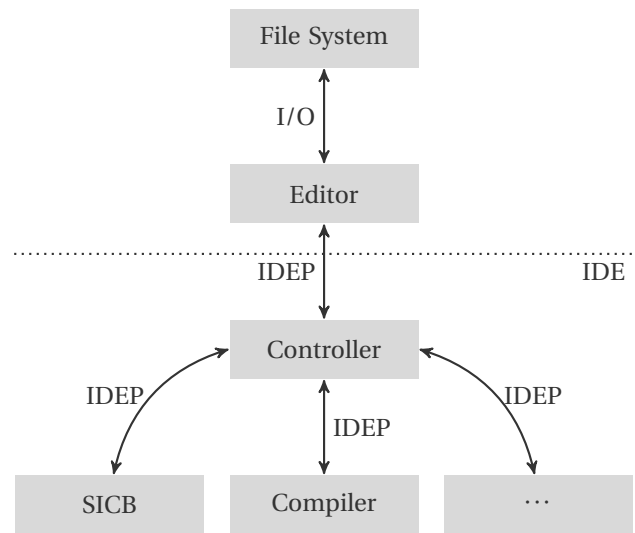 File System
I/O
Editor
IDEP
IDE
Controller
IDEP
IDEP
IDEP
SICB
Compiler
...